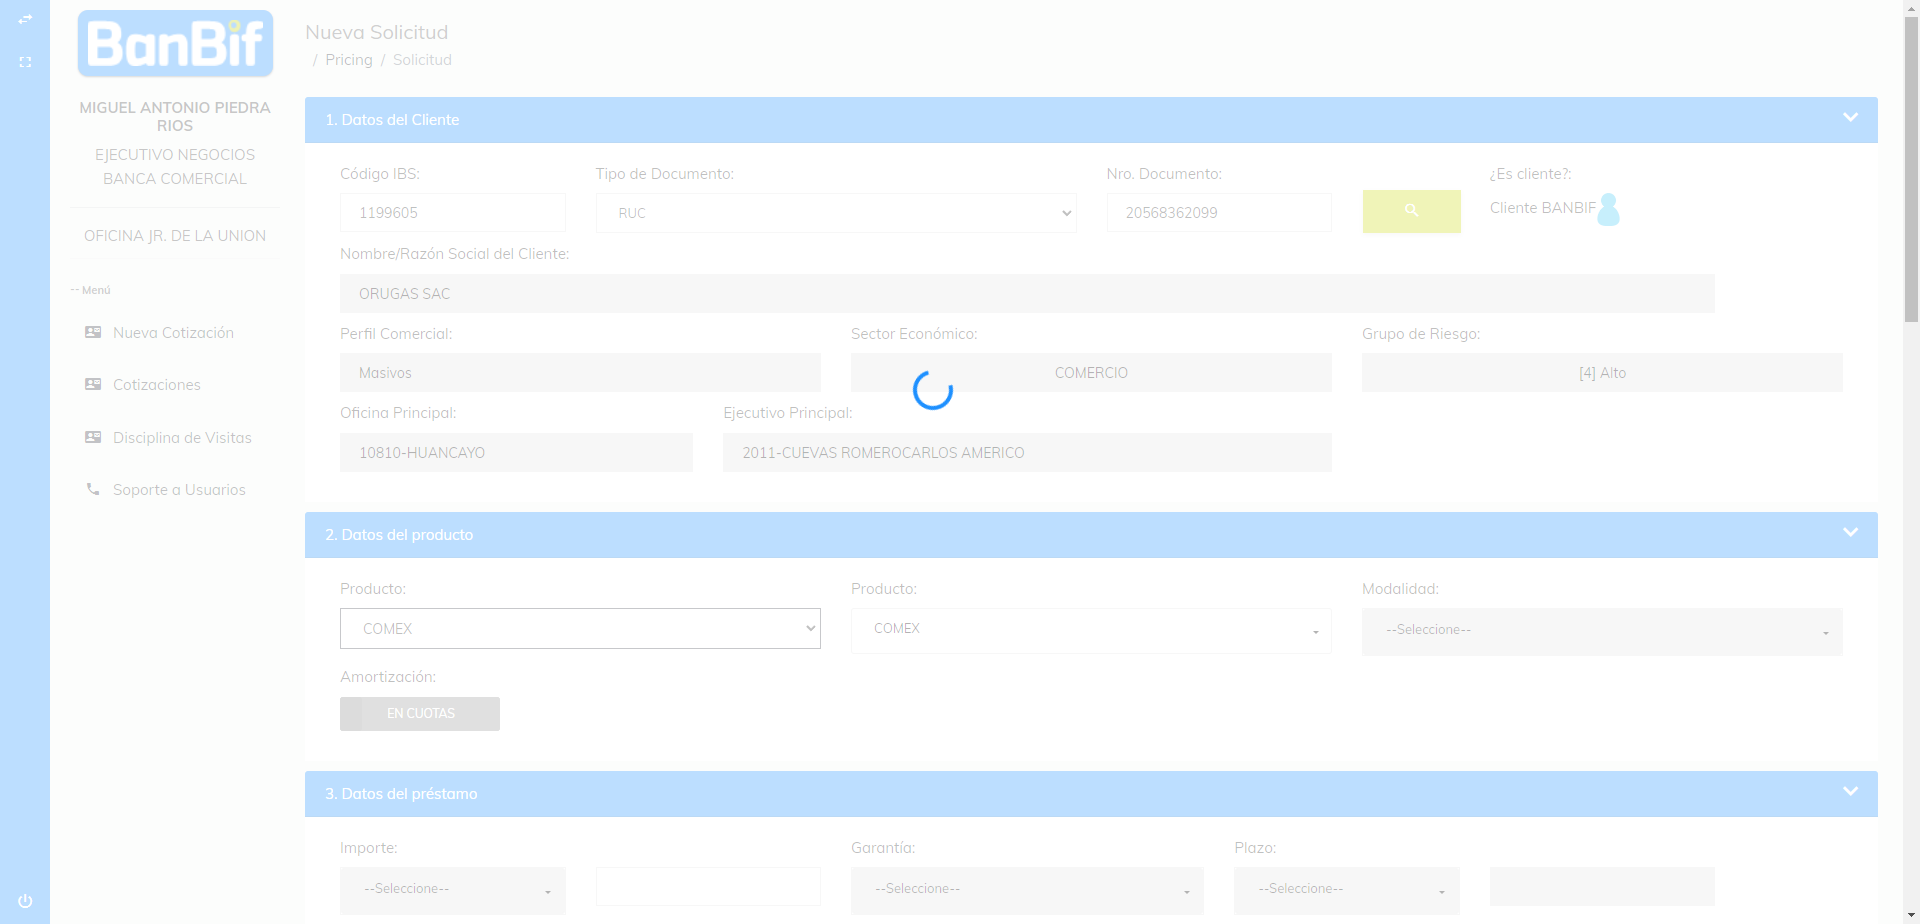 BanBif
MIGUEL ANTONIO PIEDRA
RIOS
EJECUTIVO NEGOCIOS
BANCA COMERCIAL
OFICINA JR. DE LA UNION
-- Menú
Nueva Cotización
Cotizaciones
Disciplina de Visitas
Soporte a Usuarios
Nueva Solicitud
/ Pricing / Solicitud
1. Datos del Cliente
Código IBS: Tipo de Documento: Nro. Documento: ¿Es cliente?:
1199605 RUC 20568362099 Cliente BANBIF
Nombre/Razón Social del Cliente:
ORUGAS SAC
Perfil Comercial: Sector Económico: Grupo de Riesgo:
Masivos COMERCIO [4] Alto
Oficina Principal: Ejecutivo Principal:
10810-HUANCAYO 2011-CUEVAS ROMEROCARLOS AMERICO
2. Datos del producto
Producto: Producto: Modalidad:
COMEX COMEX --Seleccione--
Amortización:
EN CUOTAS
3. Datos del préstamo
Importe: Garantía: Plazo:
--Seleccione-- --Seleccione-- --Seleccione--